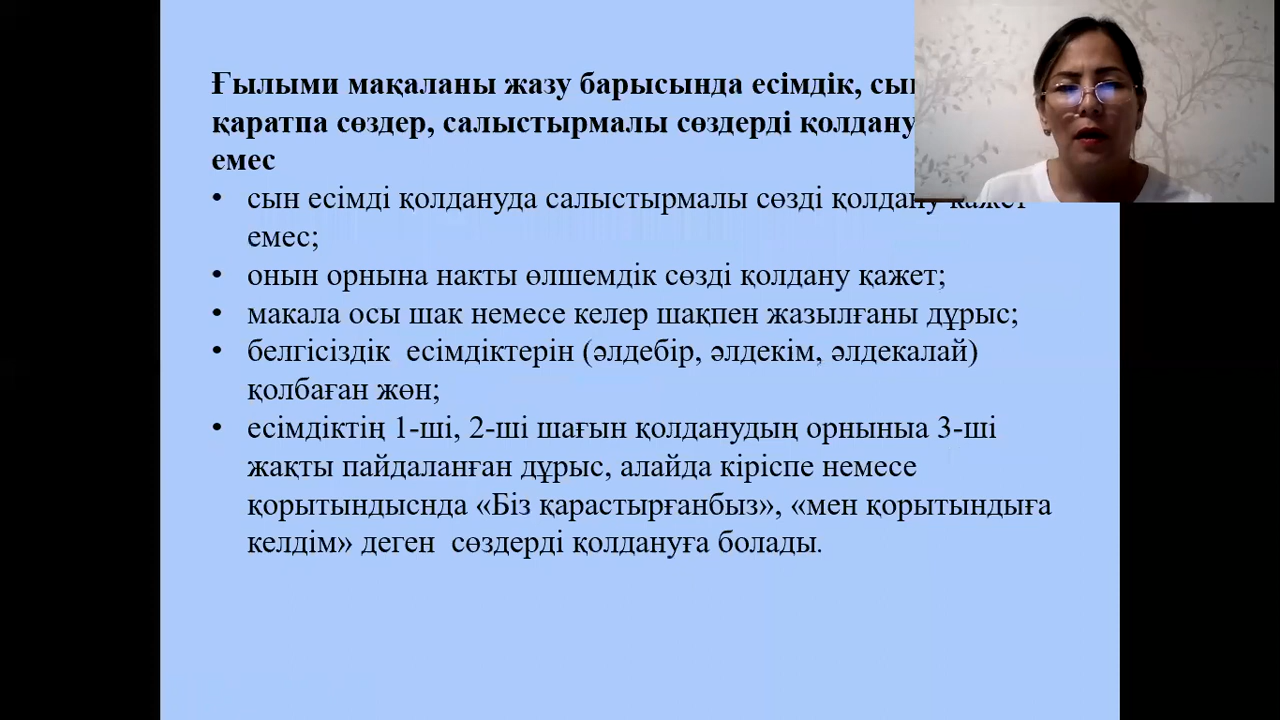 Ғылыми мақаланы жазу барысында есімдік,
қаратпа сөздер, салыстырмалы сөздерді қолдану
емес
• сын есімді қолдануда салыстырмалы сөзді қолдану қажет
емес;
• онын орнына накты өлшемдік сөзді қолдану қажет;
• макала осы шак немесе келер шақпен жазылғаны дұрыс;
• белгісіздік есімдіктерін (әлдебір, әлдекім, әлдекалай)
қолбаған жөн;
• есімдіктің 1-ші, 2-ші шағын қолданудың орныныа 3-ші
жақты пайдаланған дұрыс, алайда кіріспе немесе
қорытындыснда «Біз қарастырғанбыз», «мен қорытындыға
келдім» деген сөздерді қолдануға болады.